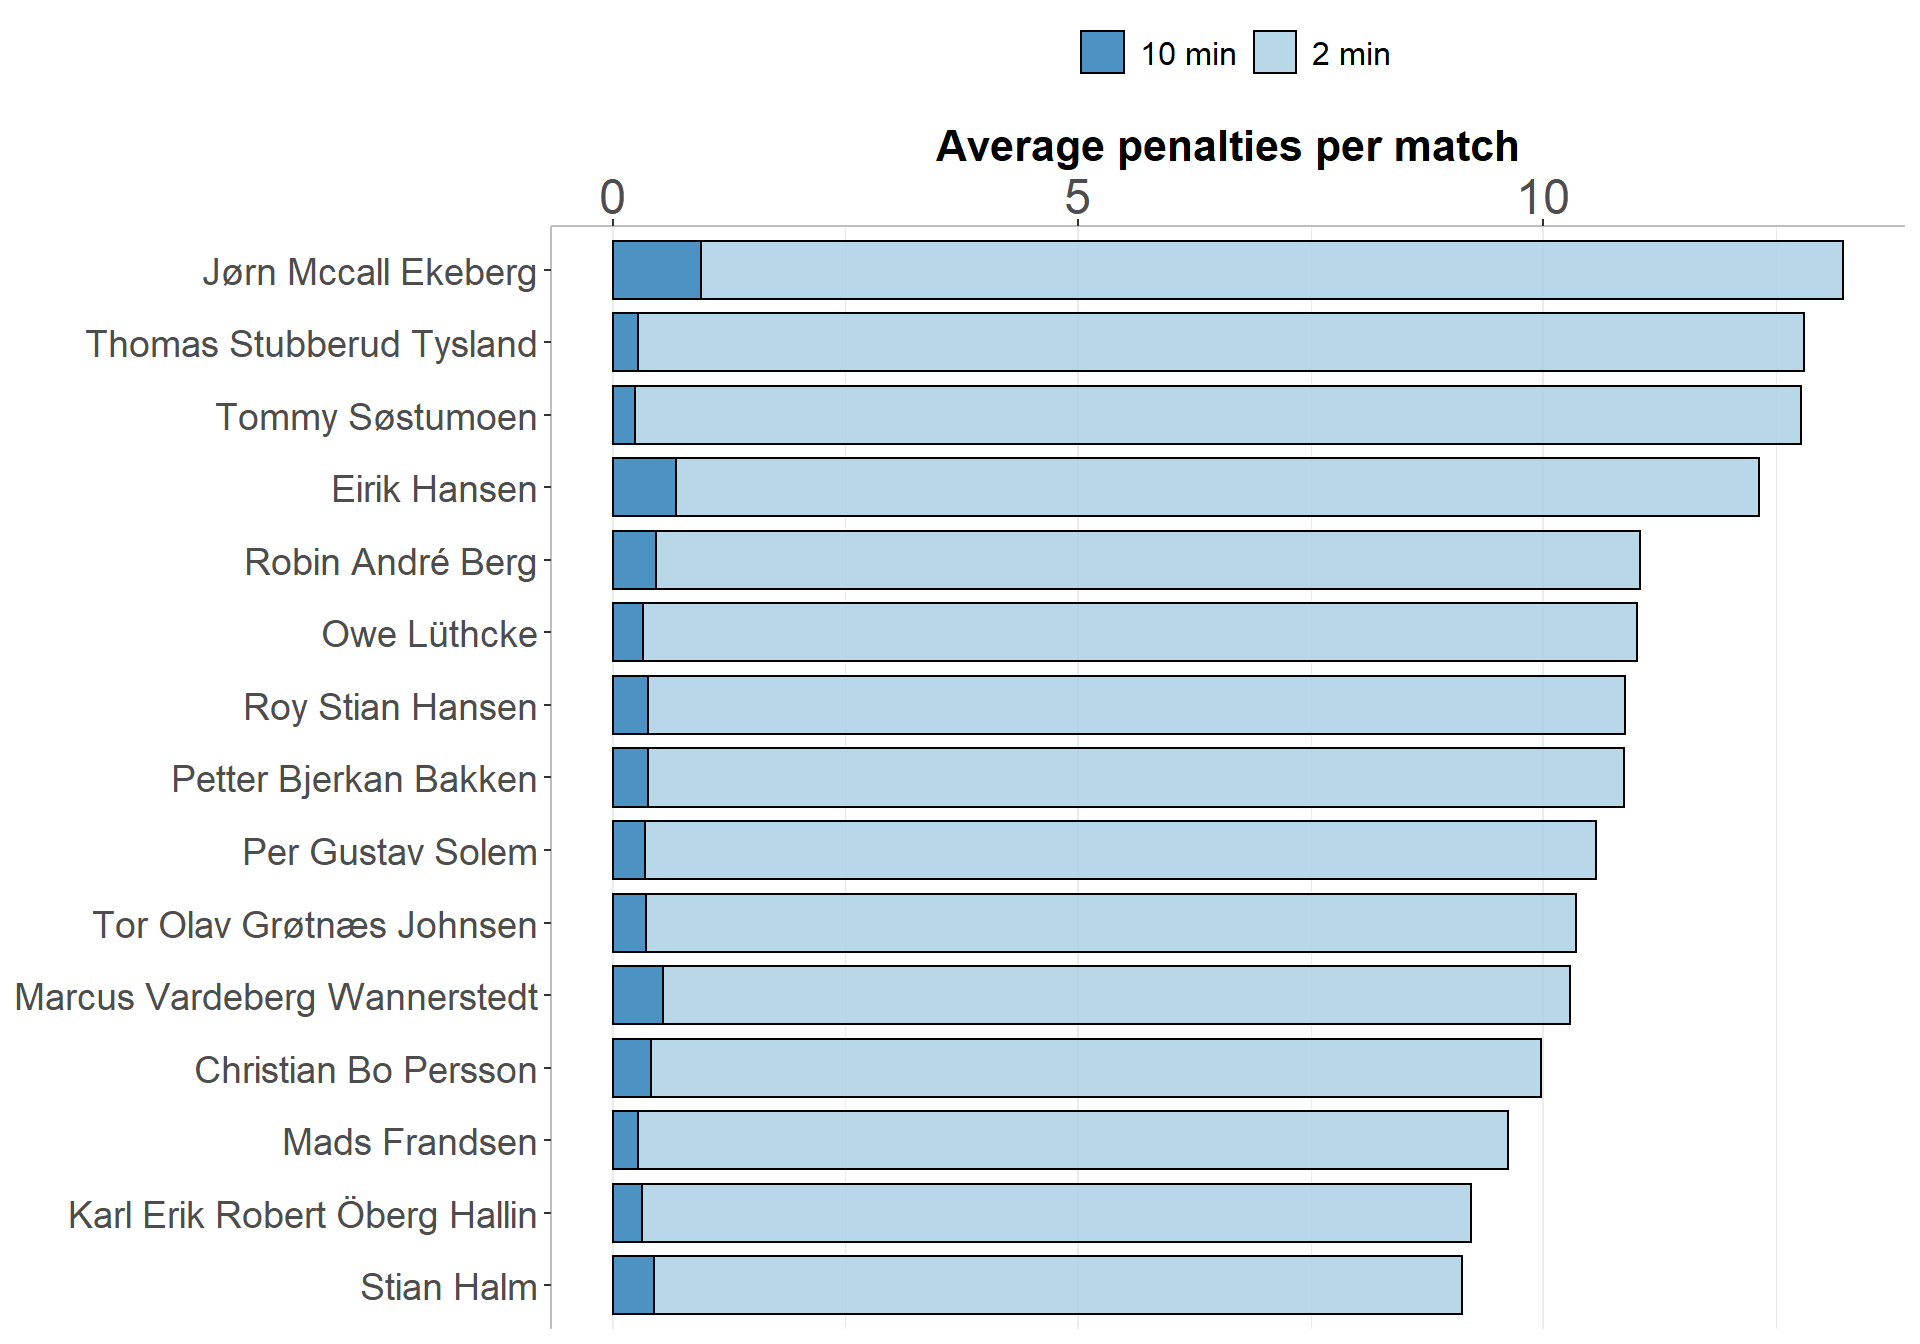 10 min 2 min
Average penalties per match
0 5 10
Jørn Mccall Ekeberg
Thomas Stubberud Tysland
Tommy Søstumoen
Eirik Hansen
Robin André Berg
Owe Lüthcke
Roy Stian Hansen
Petter Bjerkan Bakken
Per Gustav Solem
Tor Olav Grøtnæs Johnsen
Marcus Vardeberg Wannerstedt
Christian Bo Persson
Mads Frandsen
Karl Erik Robert Öberg Hallin
Stian Halm